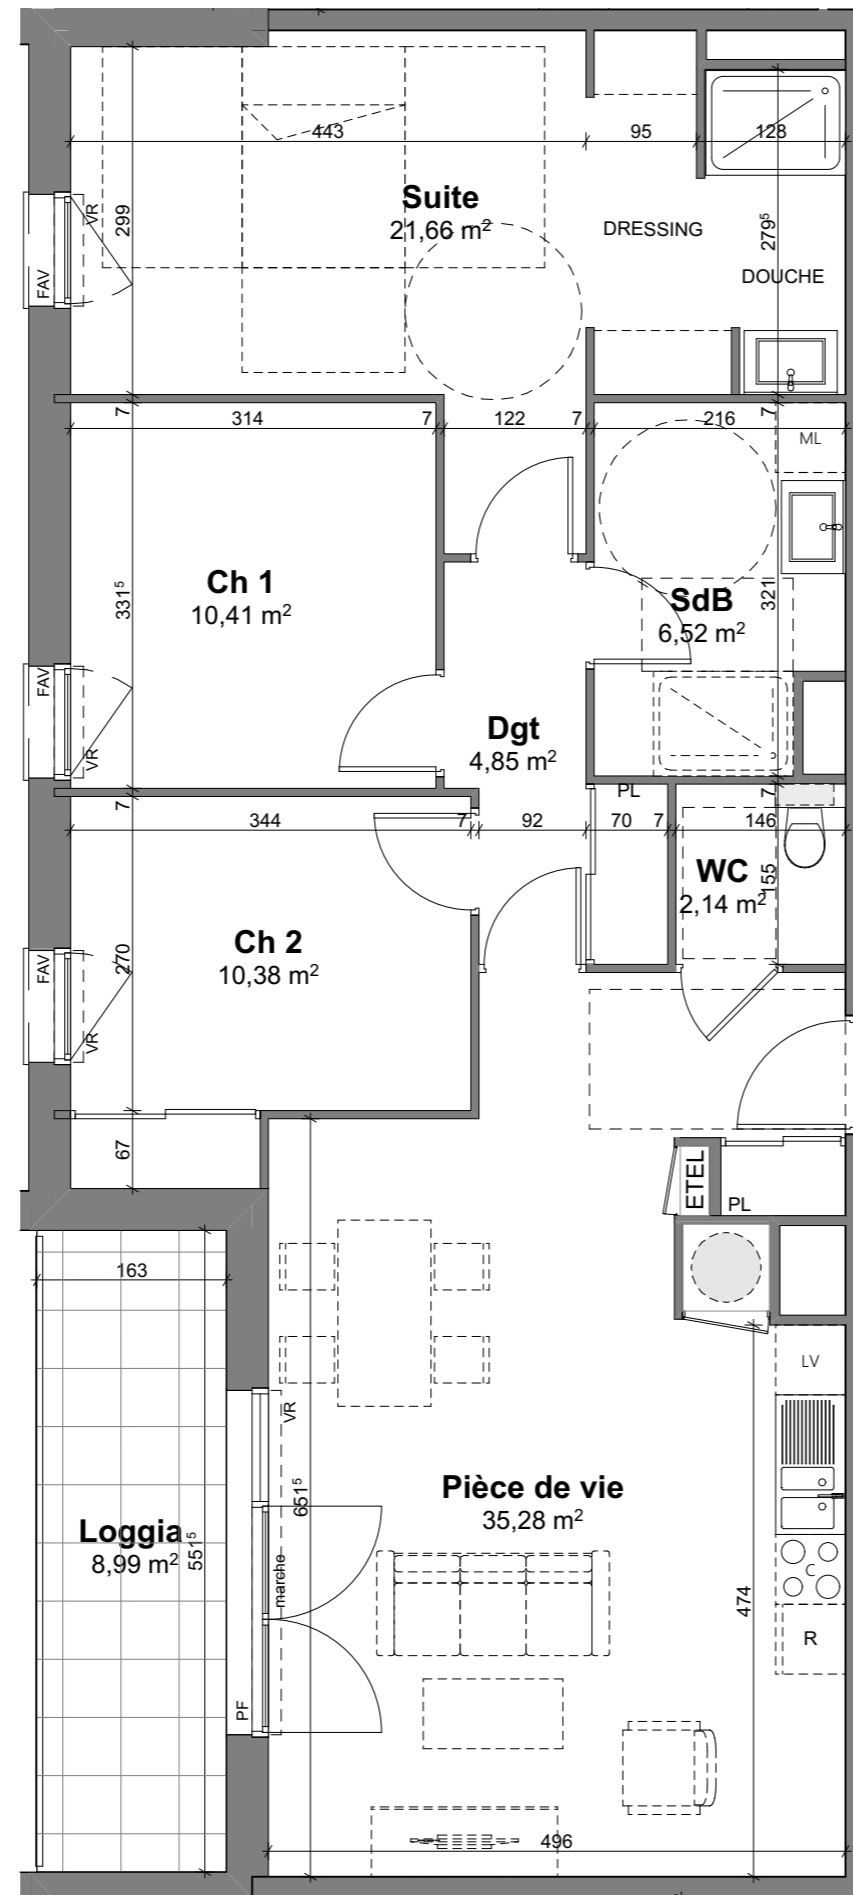 443
95
128
Suite
21,66 m²
VR
FAV
299
DRESSING
279⁵
DOUCHE
7
314
7
122
7
216
7
ML
Ch 1
10,41 m²
331⁵
SdB
6,52 m²
321
FAV
VR
Dgt
4,85 m²
7
PL
7
344
7
92
70
7
146
WC
2,14 m²
155
Ch 2
10,38 m²
270
FAV
VR
67
ETEL
PL
163
LV
VR
651⁵
Pièce de vie
35,28 m²
Loggia
8,99 m²
551⁵
marche
C
474
R
PF
496